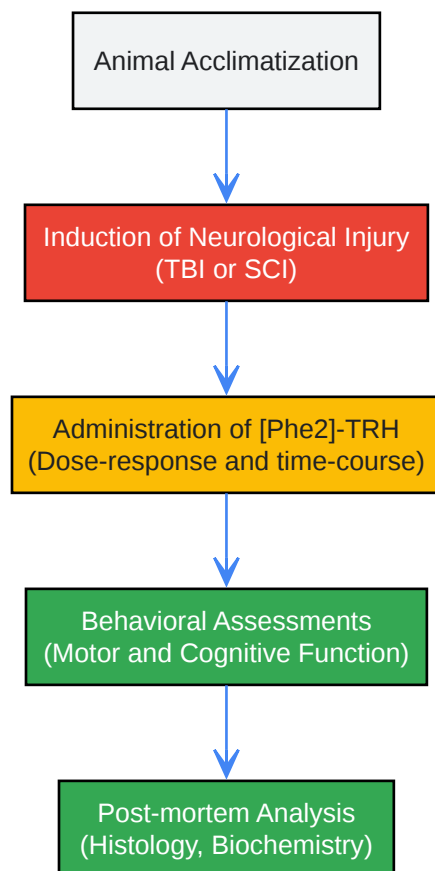 Animal Acclimatization
Induction of Neurological Injury
(TBI or SCI)
Administration of [Phe2]-TRH
(Dose-response and time-course)
Behavioral Assessments
(Motor and Cognitive Function)
Post-mortem Analysis
(Histology, Biochemistry)